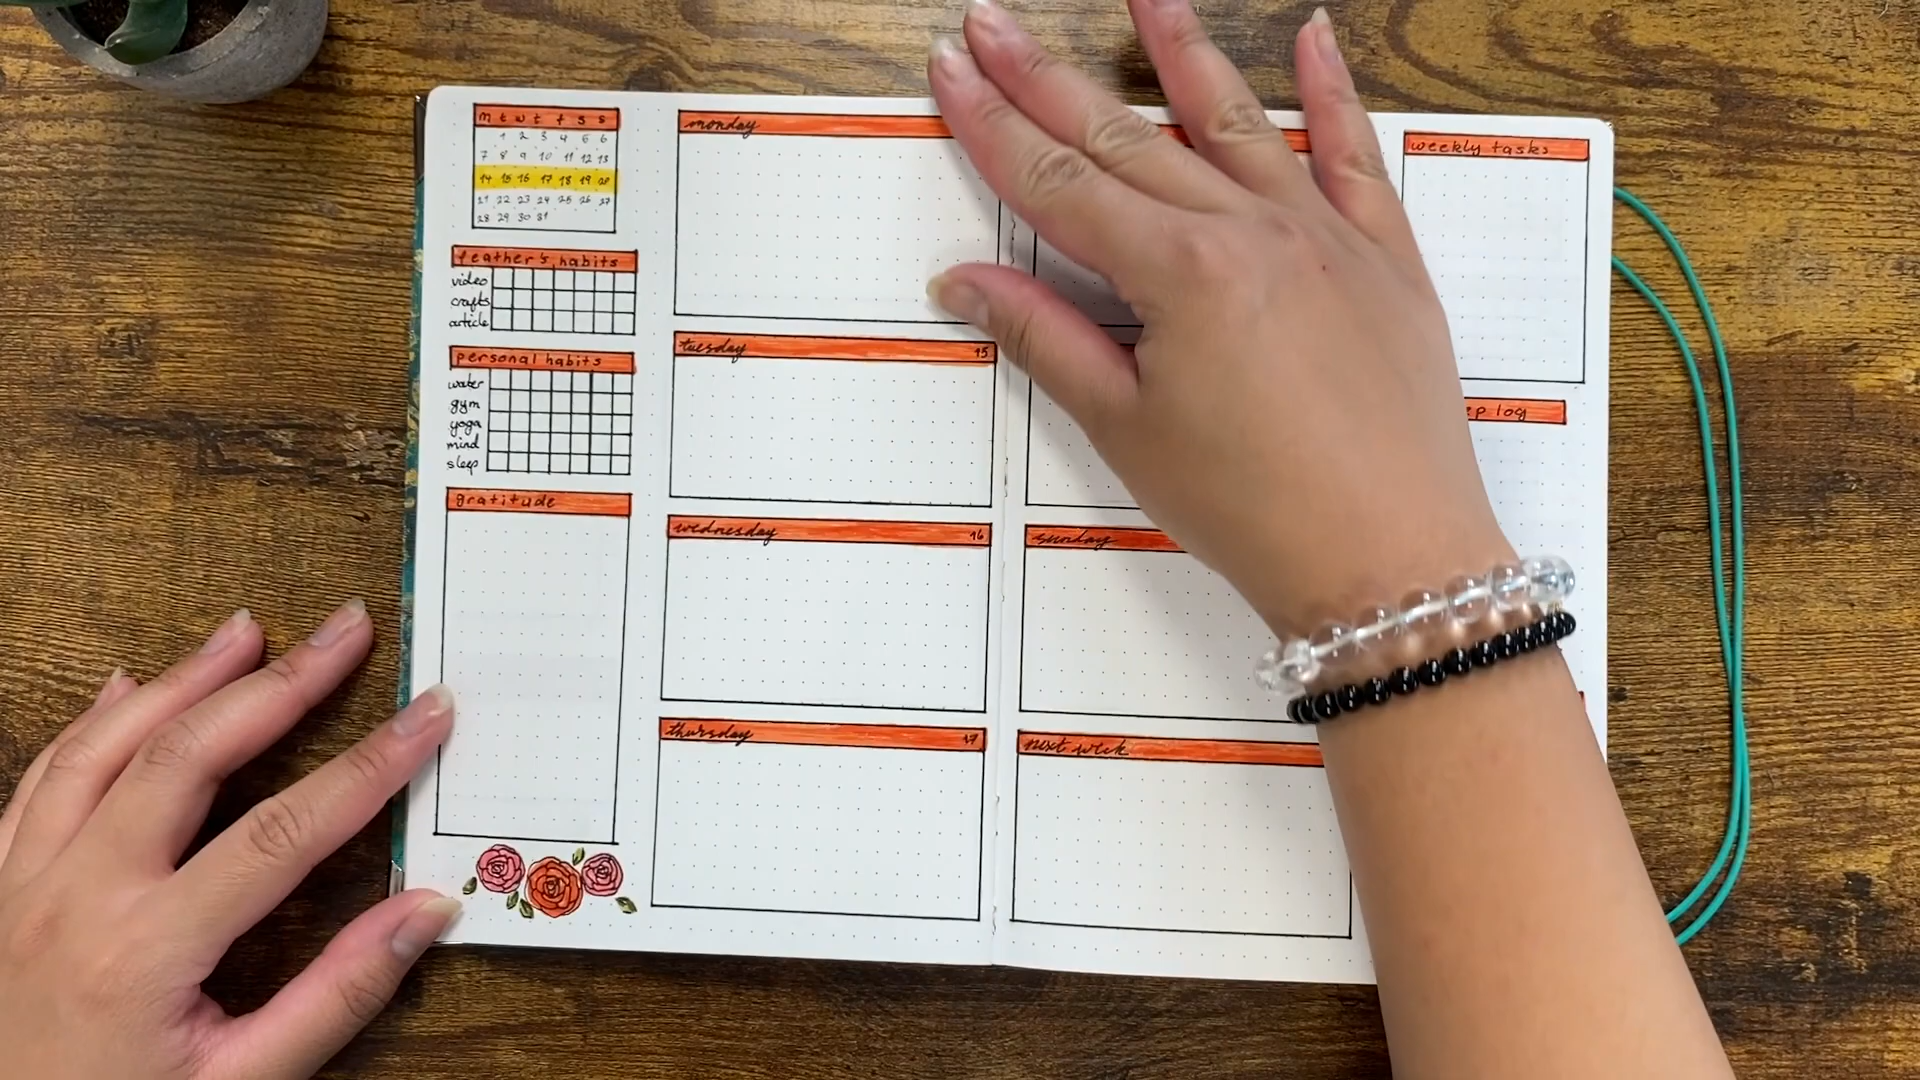 m t w t f s s
1 2 3 4 5 6
7 8 9 10 11 12 13
14 15 16 17 18 19 20
21 22 23 24 25 26 27
28 29 30 31
feather's habits
video
crafts
article
personal habits
water
gym
yoga
mind
sleep
gratitude
monday
tuesday 15
wednesday 16
thursday 17
sunday
next week
weekly tasks
log